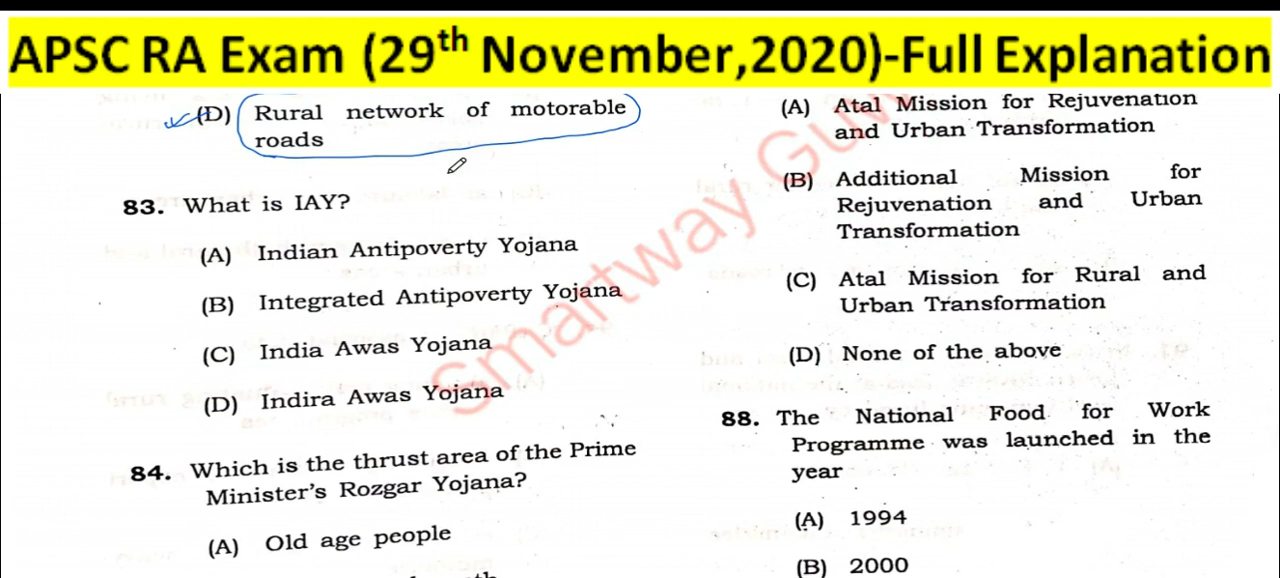 APSC RA Exam (29th November,2020)-Full Explanation
(D) Rural network of motorable
roads
83. What is IAY?
(A) Indian Antipoverty Yojana
(B) Integrated Antipoverty Yojana
(C) India Awas Yojana
(D) Indira Awas Yojana
84. Which is the thrust area of the Prime
Minister's Rozgar Yojana?
(A) Old age people
(A) Atal Mission for Rejuvenation
and Urban Transformation
(B) Additional Mission for
Rejuvenation and Urban
Transformation
(C) Atal Mission for Rural and
Urban Transformation
(D) None of the above
88. The National Food for Work
Programme was launched in the
year
(A) 1994
(B) 2000
Smartway